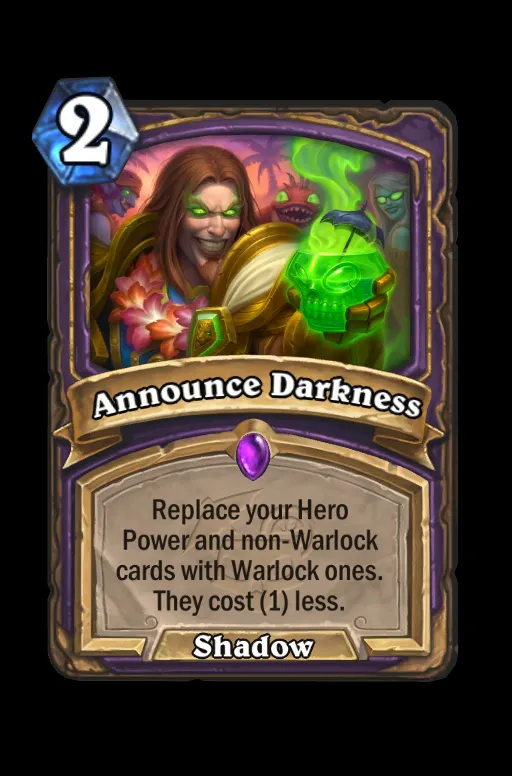 2
Announce Darkness
Replace your Hero
Power and non-Warlock
cards with Warlock ones.
They cost (1) less.
Shadow